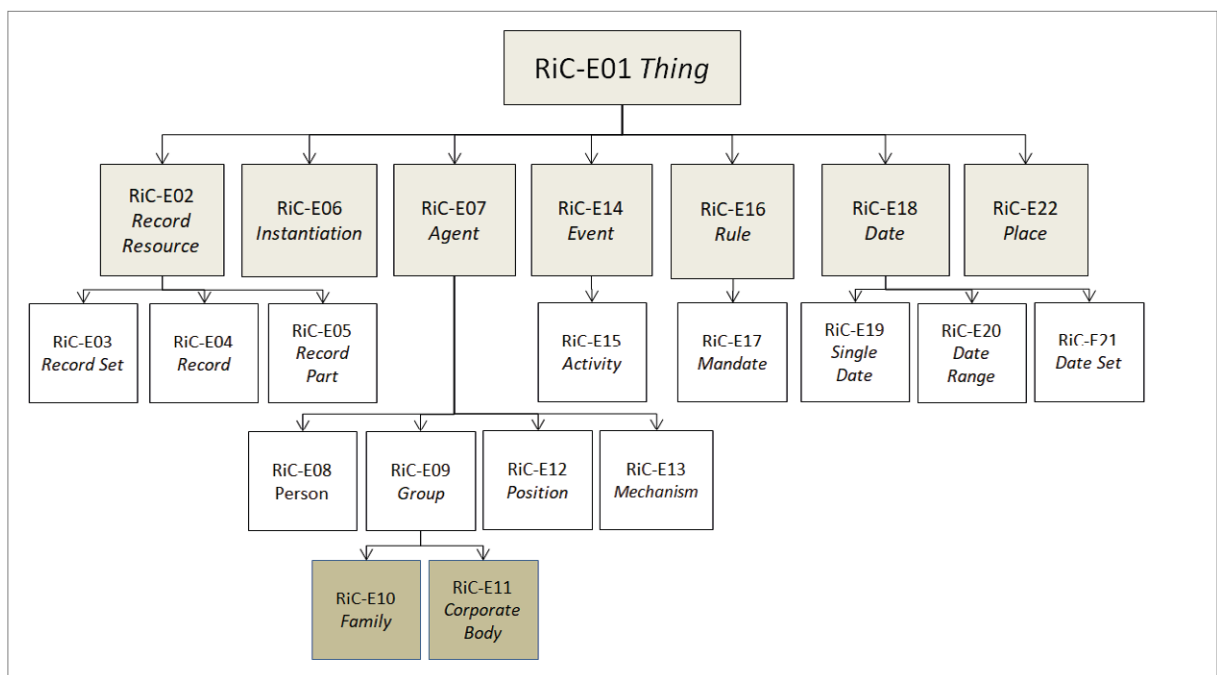 RiC-E01 Thing
RiC-E02
Record
Resource
RiC-E06
Instantiation
RiC-E07
Agent
RiC-E14
Event
RiC-E16
Rule
RiC-E18
Date
RiC-E22
Place
RiC-E03
Record Set
RiC-E04
Record
RiC-E05
Record
Part
RiC-E15
Activity
RiC-E17
Mandate
RiC-E19
Single
Date
RiC-E20
Date
Range
RiC-E21
Date Set
RiC-E08
Person
RiC-E09
Group
RiC-E12
Position
RiC-E13
Mechanism
RiC-E10
Family
RiC-E11
Corporate
Body